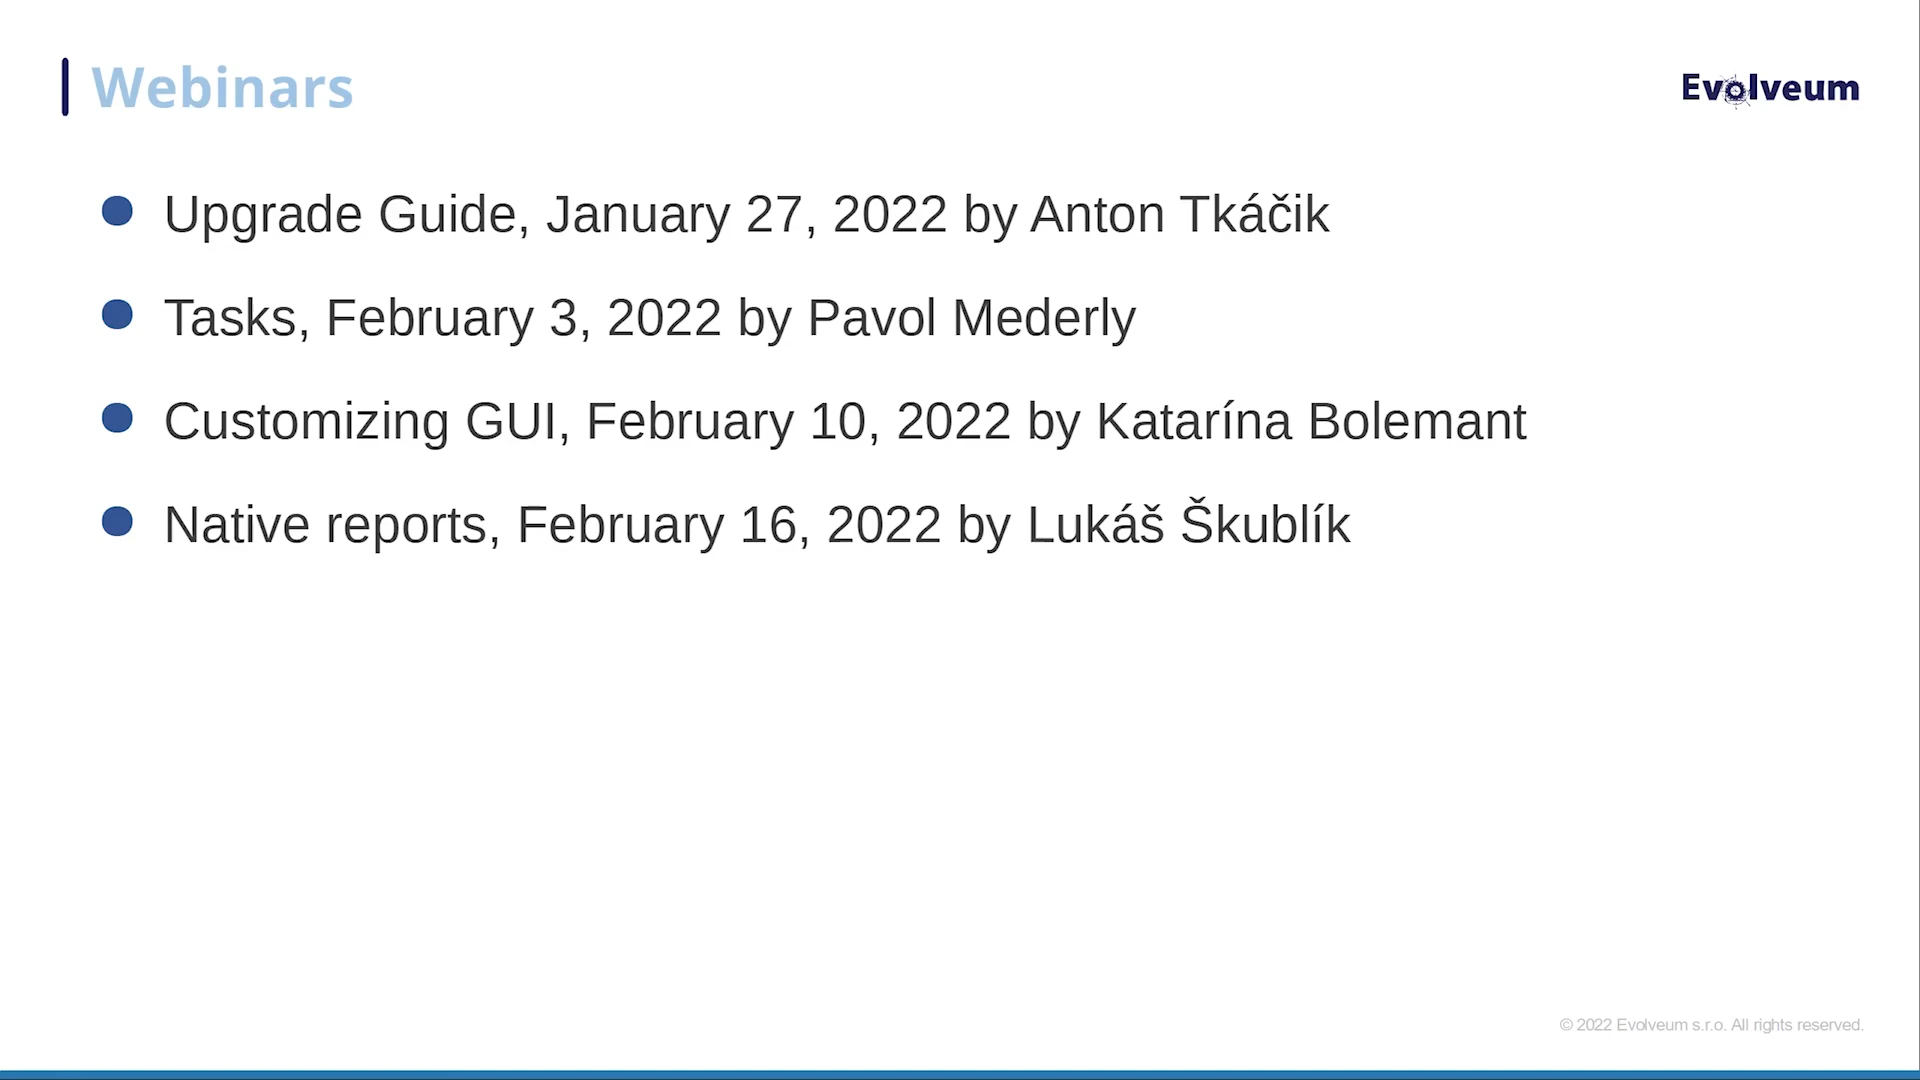 Webinars
Evolveum
Upgrade Guide, January 27, 2022 by Anton Tkáčik
Tasks, February 3, 2022 by Pavol Mederly
Customizing GUI, February 10, 2022 by Katarína Bolemant
Native reports, February 16, 2022 by Lukáš Škublík
© 2022 Evolveum s.r.o. All rights reserved.